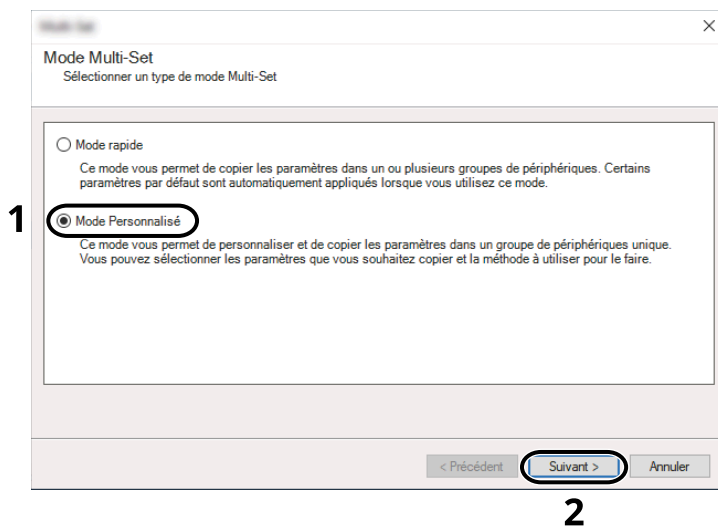 Mode Multi-Set
Sélectionner un type de mode Multi-Set
Mode rapide
Ce mode vous permet de copier les paramètres dans un ou plusieurs groupes de périphériques. Certains
paramètres par défaut sont automatiquement appliqués lorsque vous utilisez ce mode.
1
Mode Personnalisé
Ce mode vous permet de personnaliser et de copier les paramètres dans un groupe de périphériques unique.
Vous pouvez sélectionner les paramètres que vous souhaitez copier et la méthode à utiliser pour le faire.
< Précédent Suivant > Annuler
2